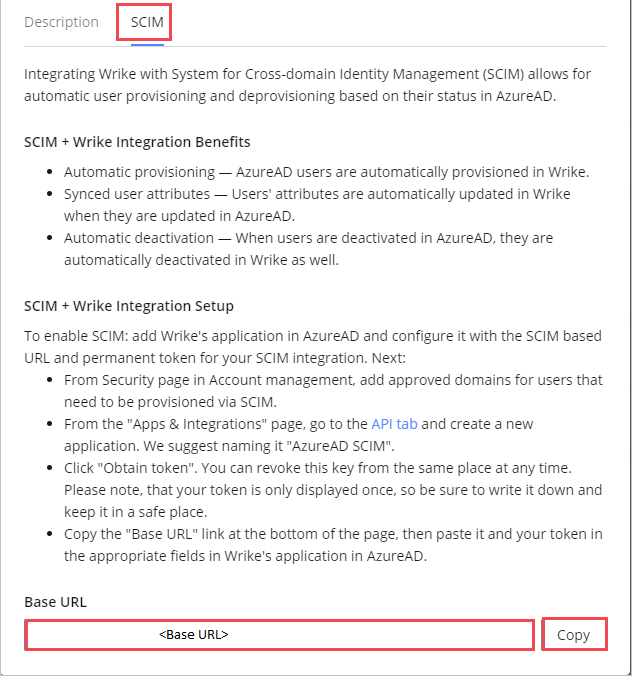 Description SCIM
Integrating Wrike with System for Cross-domain Identity Management (SCIM) allows for
automatic user provisioning and deprovisioning based on their status in AzureAD.
SCIM + Wrike Integration Benefits
• Automatic provisioning — AzureAD users are automatically provisioned in Wrike.
• Synced user attributes — Users' attributes are automatically updated in Wrike
when they are updated in AzureAD.
• Automatic deactivation — When users are deactivated in AzureAD, they are
automatically deactivated in Wrike as well.
SCIM + Wrike Integration Setup
To enable SCIM: add Wrike's application in AzureAD and configure it with the SCIM based
URL and permanent token for your SCIM integration. Next:
• From Security page in Account management, add approved domains for users that
need to be provisioned via SCIM.
• From the "Apps & Integrations" page, go to the API tab and create a new
application. We suggest naming it "AzureAD SCIM".
• Click "Obtain token". You can revoke this key from the same place at any time.
Please note, that your token is only displayed once, so be sure to write it down and
keep it in a safe place.
• Copy the "Base URL" link at the bottom of the page, then paste it and your token in
the appropriate fields in Wrike's application in AzureAD.
Base URL
<Base URL> Copy